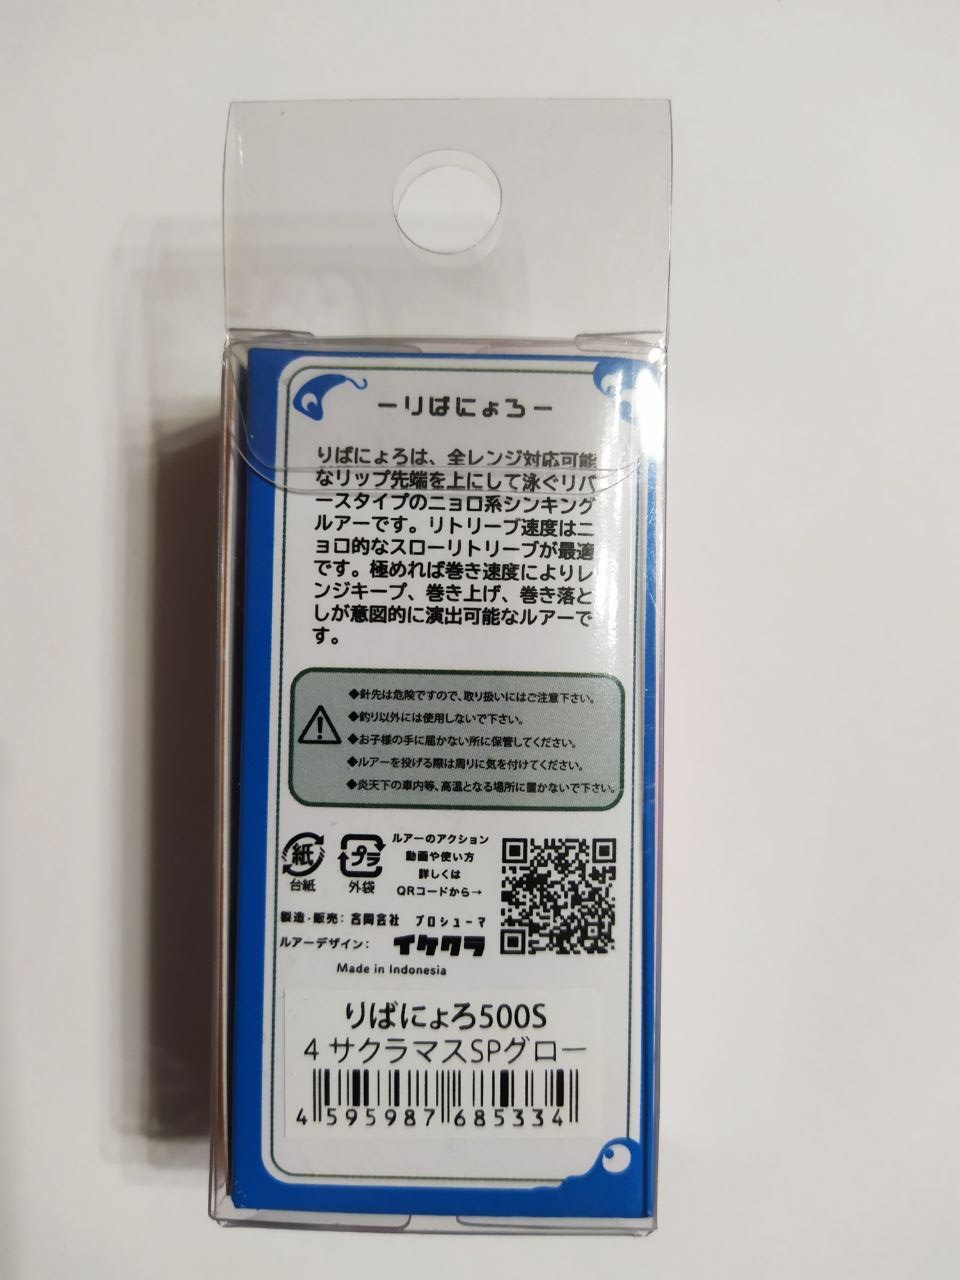 ーりばにょろー
りばにょろは、全レンジ対応可能
なリップ先端を上にして泳ぐリバ
ースタイプのニョロ系シンキング
ルアーです。リトリーブ速度はニ
ョロ的なスローリトリーブが最適
です。極めれば巻き速度によりレ
ンジキープ、巻き上げ、巻き落と
しが意図的に演出可能なルアーで
す。
◆針先は危険ですので、取り扱いにはご注意下さい。
◆釣り以外には使用しないで下さい。
◆お子様の手に届かない所に保管してください。
◆ルアーを投げる際は周りに気を付けてください。
◆炎天下の車内等、高温となる場所に置かないで下さい。
紙
台紙
プラ
外袋
ルアーのアクション
動画や使い方
詳しくは
QRコードから→
製造・販売：合同会社 プロシューマ
ルアーデザイン： イケクラ
Made in Indonesia
りばにょろ500S
4 サクラマスSPグロー
4 595987 685334